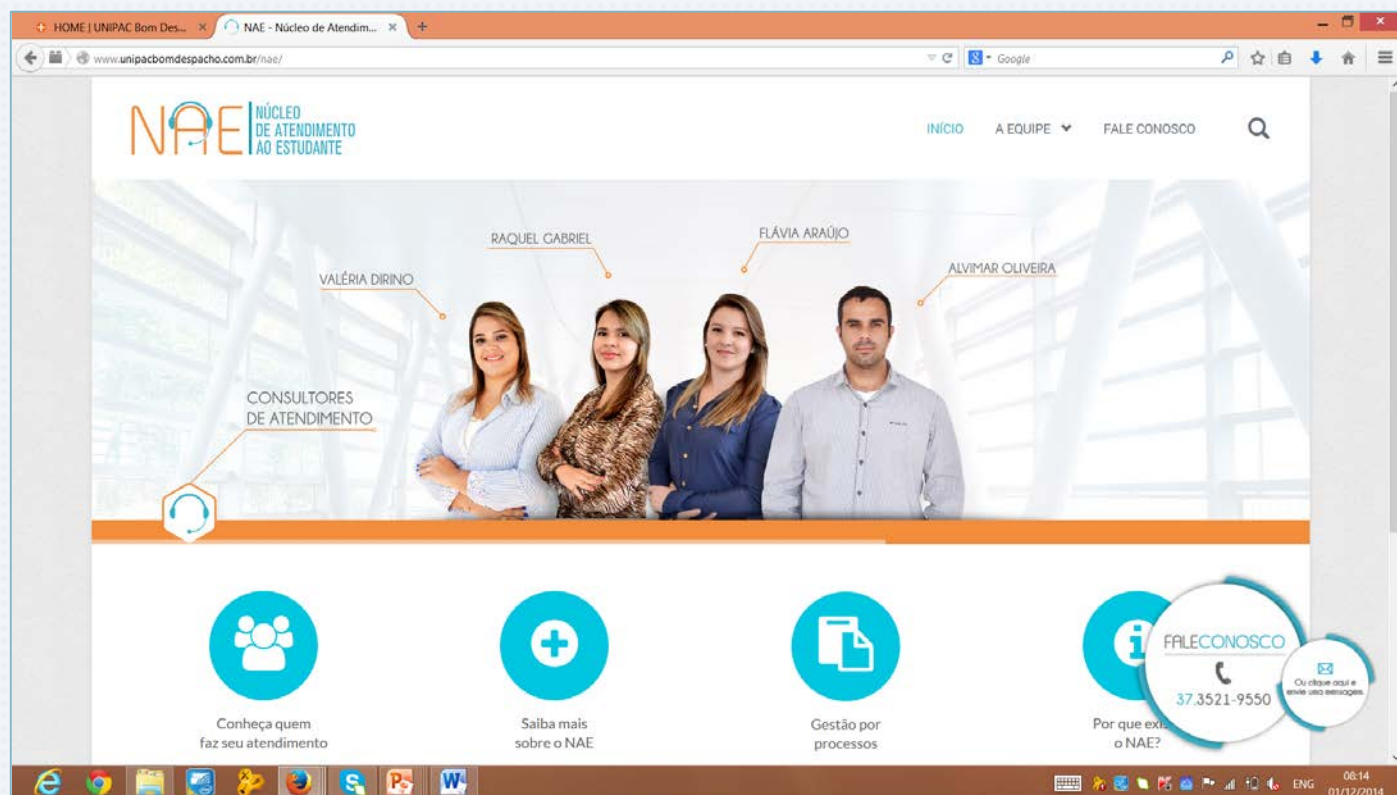 HOME | UNIPAC Bom Des...
NAE - Núcleo de Atendim...
www.unipacbomdespacho.com.br/nae/
Google
NAE
NÚCLEO
DE ATENDIMENTO
AO ESTUDANTE
INÍCIO
A EQUIPE
FALE CONOSCO
VALÉRIA DIRINO
RAQUEL GABRIEL
FLÁVIA ARAÚJO
ALVIMAR OLIVEIRA
CONSULTORES
DE ATENDIMENTO
Conheça quem
faz seu atendimento
Saiba mais
sobre o NAE
Gestão por
processos
Por que exi
o NAE?
FALECONOSCO
37.3521-9550
Ou clique aqui e
envie uma mensagem.
ENG
08:14
01/12/2014